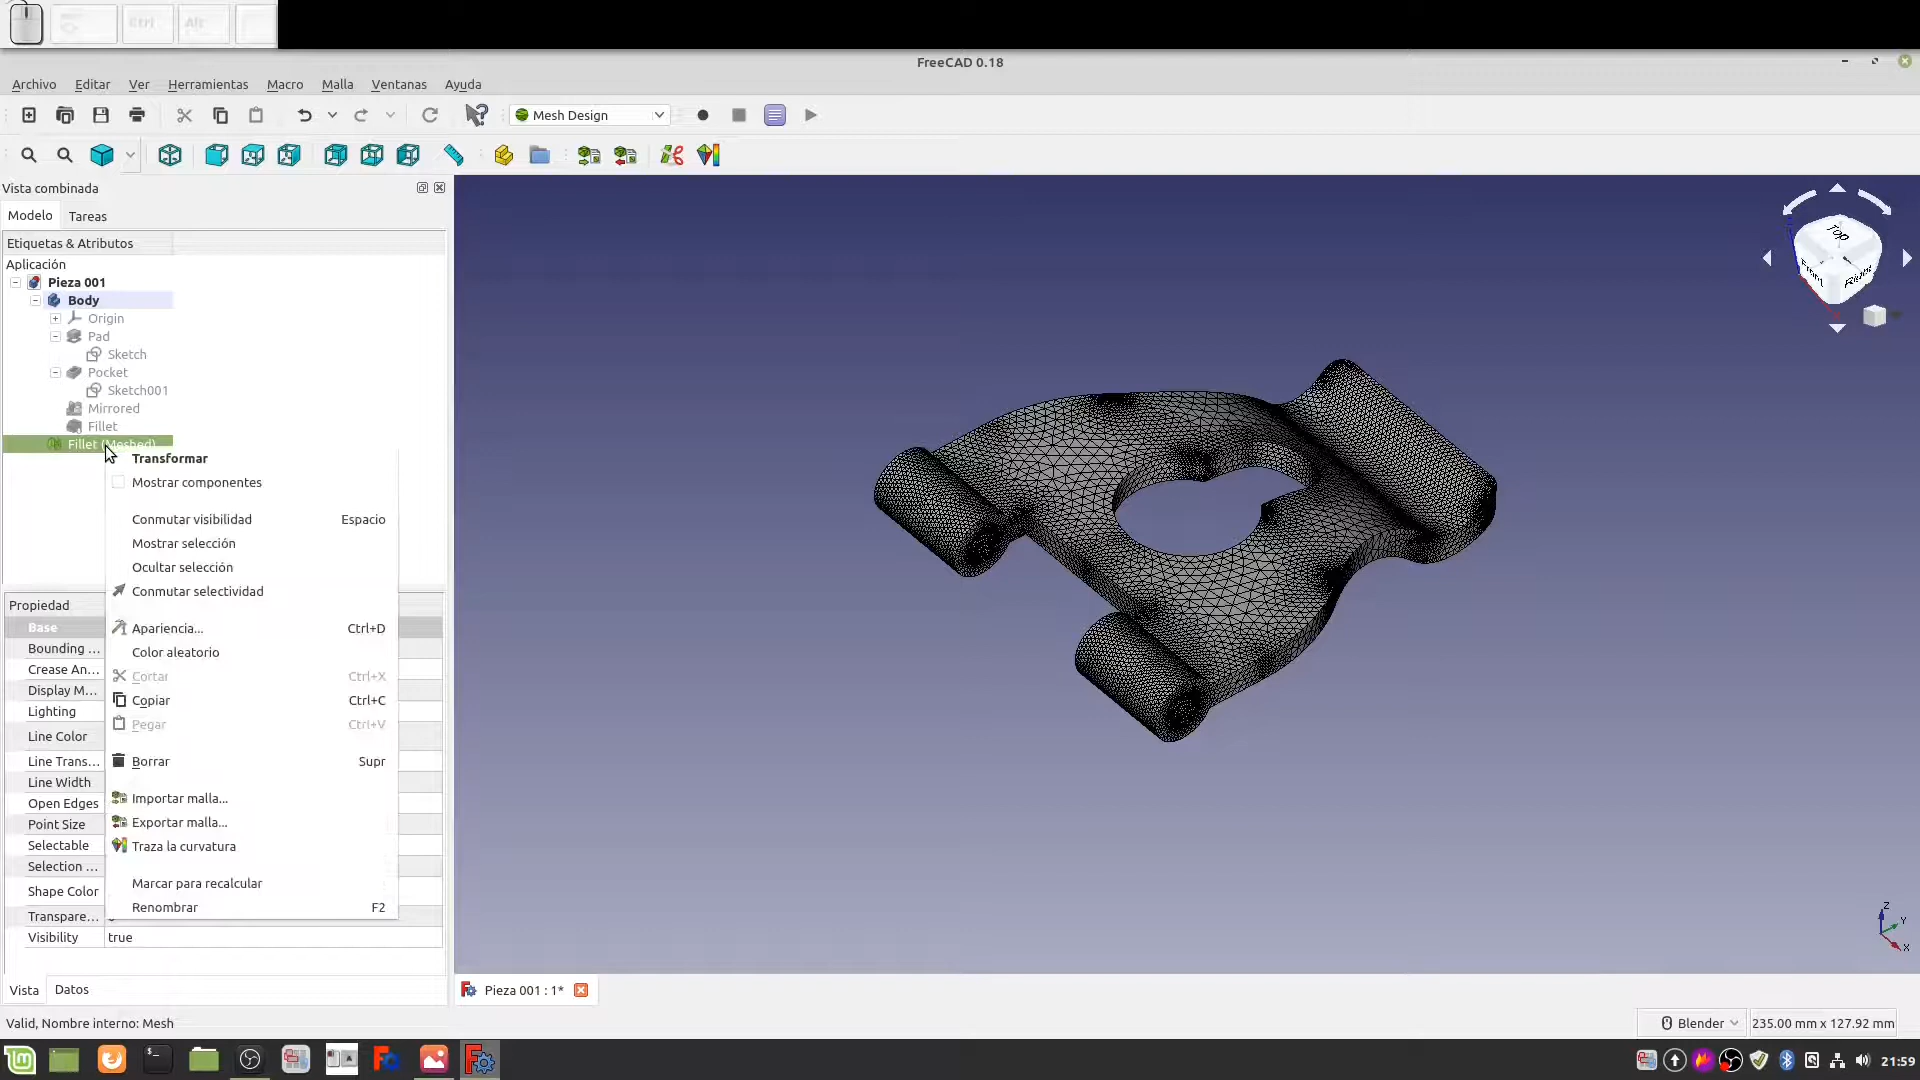 Ctrl Alt
FreeCAD 0.18
Archivo Editar Ver Herramientas Macro Malla Ventanas Ayuda
Mesh Design
Vista combinada
Modelo Tareas
Etiquetas & Atributos
Aplicación
Pieza 001
Body
Origin
Pad
Sketch
Pocket
Sketch001
Mirrored
Fillet
Fillet (Meshed)
Transformar
Mostrar componentes
Conmutar visibilidad Espacio
Mostrar selección
Ocultar selección
Conmutar selectividad
Apariencia... Ctrl+D
Color aleatorio
Cortar Ctrl+X
Copiar Ctrl+C
Pegar Ctrl+V
Borrar Supr
Importar malla...
Exportar malla...
Traza la curvatura
Marcar para recalcular
Renombrar F2
Propiedad
Base
Bounding ...
Crease An...
Display M...
Lighting
Line Color
Line Trans...
Line Width
Open Edges
Point Size
Selectable
Selection ...
Shape Color
Transpare...
Visibility true
Vista Datos
Top
Front
Right
Z
Y
X
Pieza 001 : 1*
Valid, Nombre interno: Mesh
Blender 235.00 mm x 127.92 mm
21:59